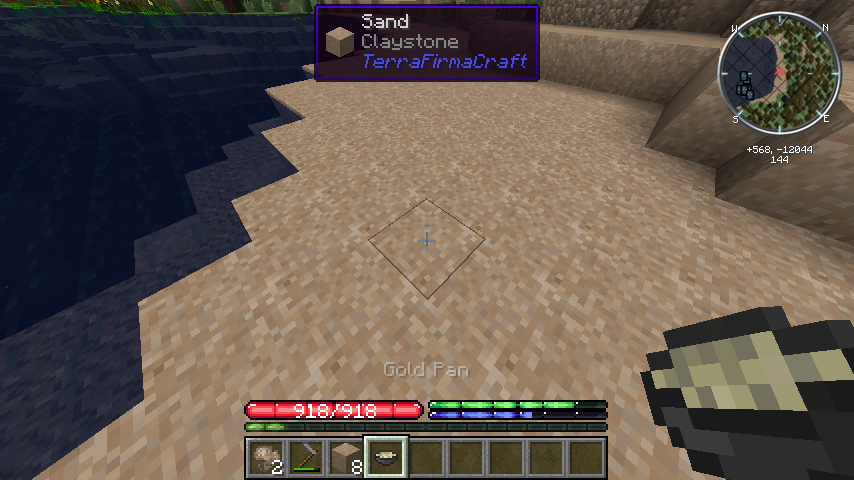 Sand
Claystone
TerraFirmaCraft
W
N
S
E
+568, -12044
144
Gold Pan
918/918
2
8